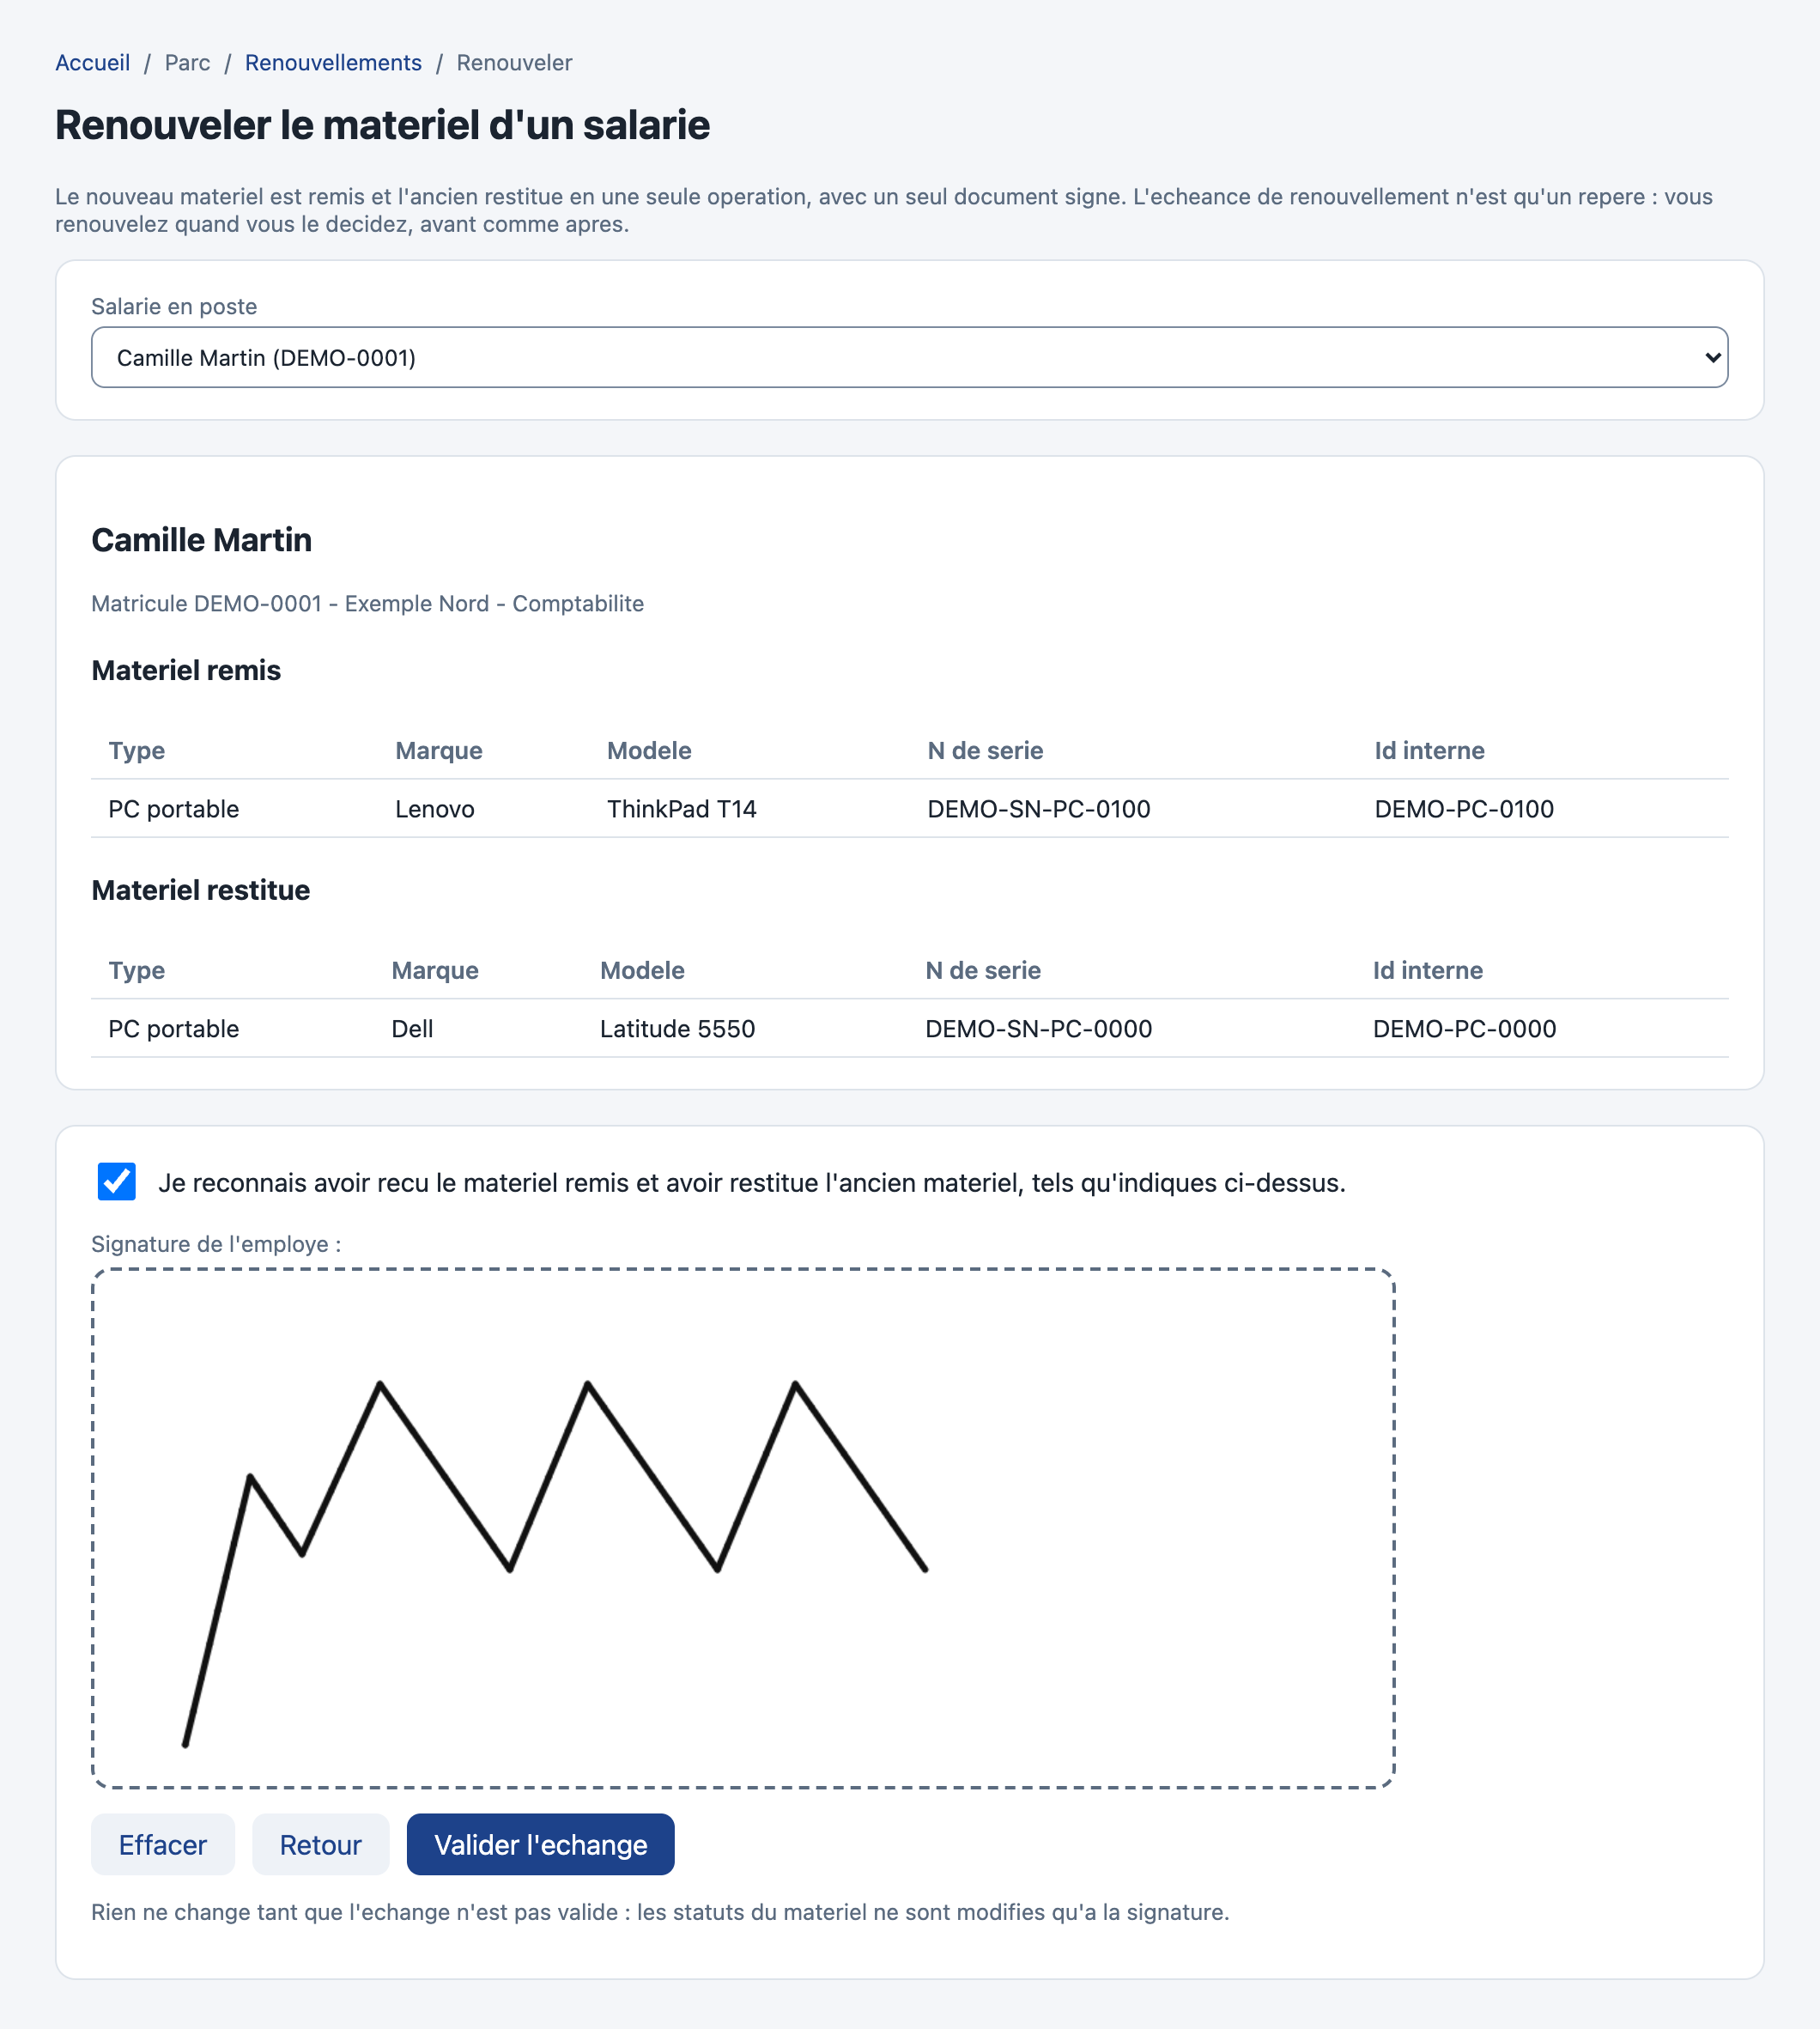 Accueil / Parc / Renouvellements / Renouveler
Renouveler le materiel d'un salarie
Le nouveau materiel est remis et l'ancien restitue en une seule operation, avec un seul document signe. L'echeance de renouvellement n'est qu'un repere : vous
renouvelez quand vous le decidez, avant comme apres.
Salarie en poste
Camille Martin (DEMO-0001)
Camille Martin
Matricule DEMO-0001 - Exemple Nord - Comptabilite
Materiel remis
Type Marque Modele N de serie Id interne
PC portable Lenovo ThinkPad T14 DEMO-SN-PC-0100 DEMO-PC-0100
Materiel restitue
Type Marque Modele N de serie Id interne
PC portable Dell Latitude 5550 DEMO-SN-PC-0000 DEMO-PC-0000
Je reconnais avoir recu le materiel remis et avoir restitue l'ancien materiel, tels qu'indiques ci-dessus.
Signature de l'employe :
Effacer Retour Valider l'echange
Rien ne change tant que l'echange n'est pas valide : les statuts du materiel ne sont modifies qu'a la signature.